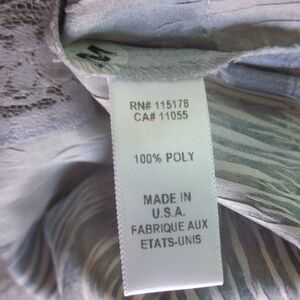 M
RN# 115178
CA# 11055
100% POLY
MADE IN
U.S.A.
FABRIQUE AUX
ETATS-UNIS